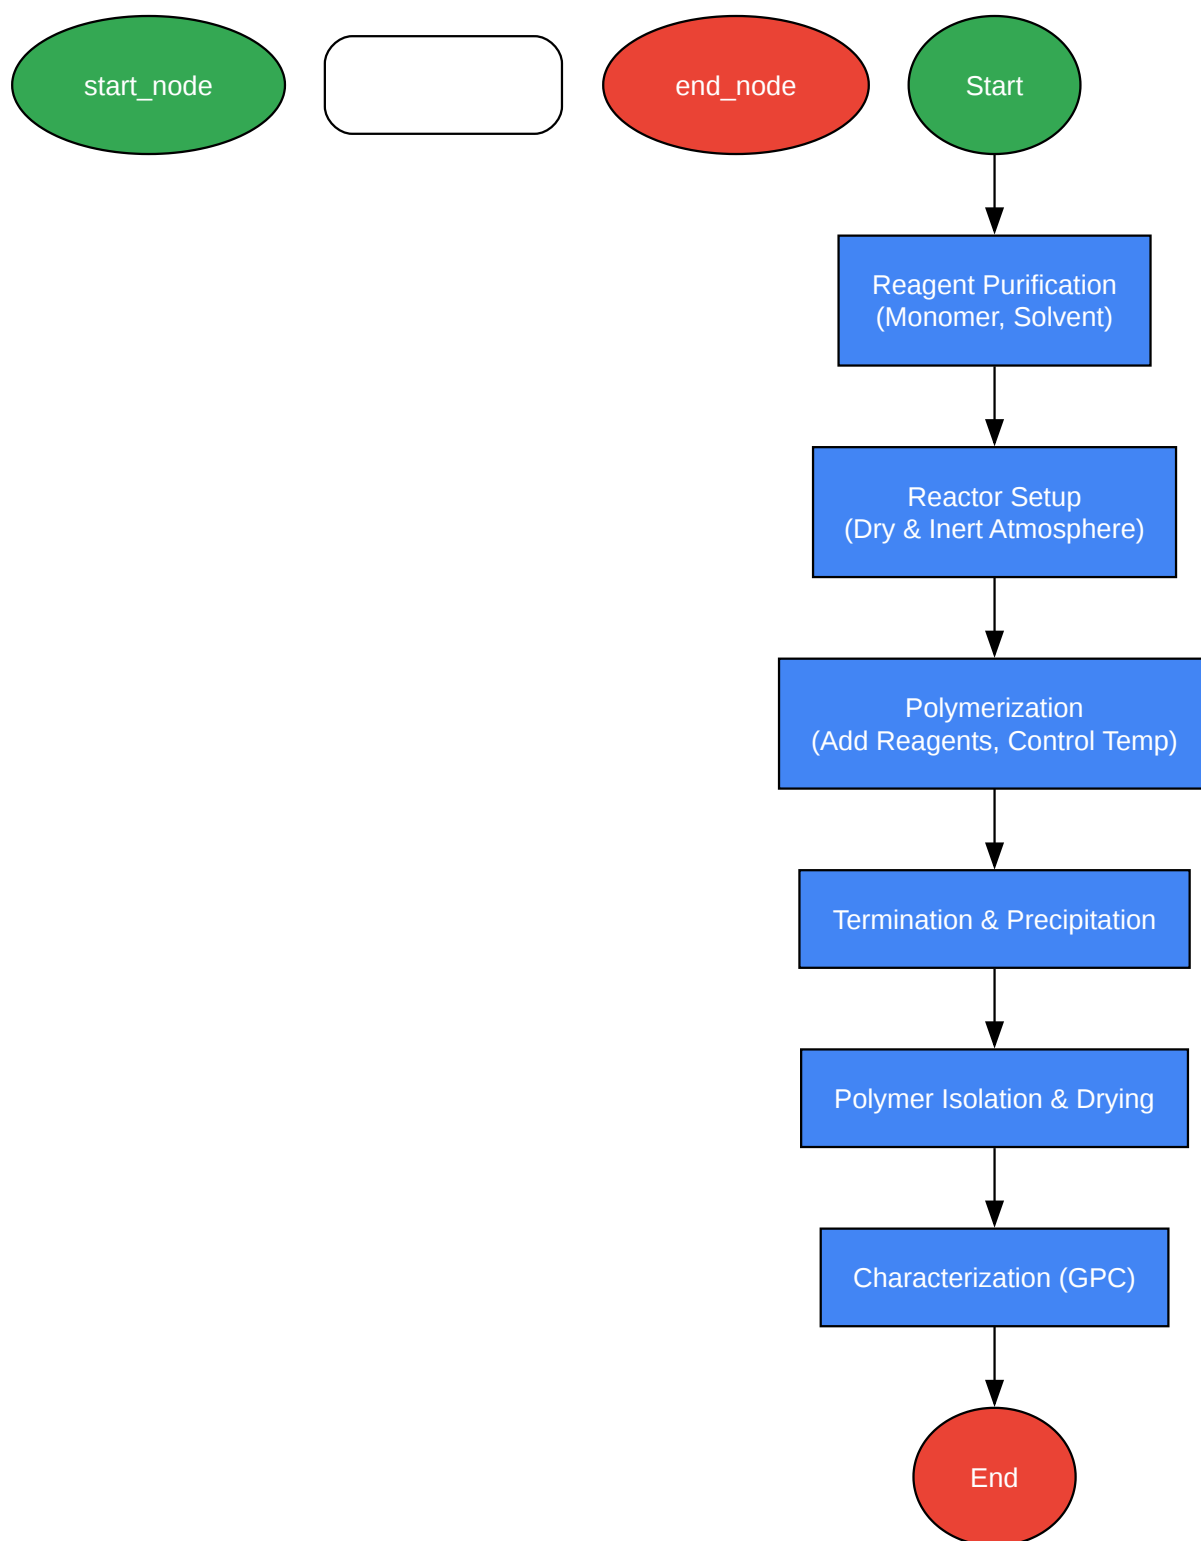 start_node
end_node
Start
Reagent Purification
(Monomer, Solvent)
Reactor Setup
(Dry & Inert Atmosphere)
Polymerization
(Add Reagents, Control Temp)
Termination & Precipitation
Polymer Isolation & Drying
Characterization (GPC)
End